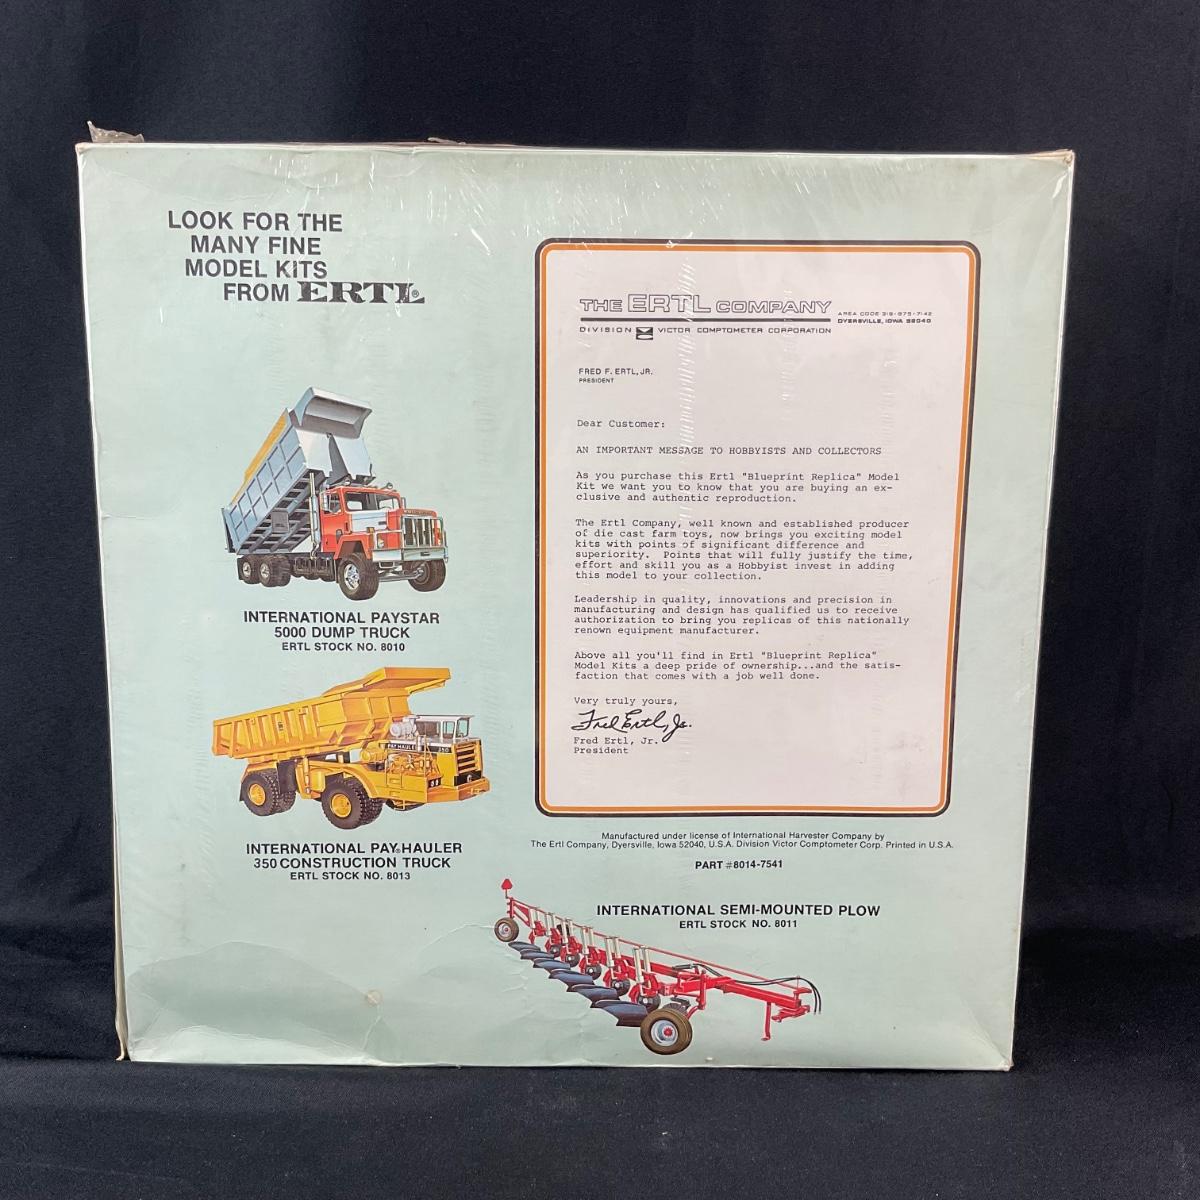 LOOK FOR THE
MANY FINE
MODEL KITS
FROM ERTL®
INTERNATIONAL PAYSTAR
5000 DUMP TRUCK
ERTL STOCK NO. 8010
PAY HAULER 350
INTERNATIONAL PAY®HAULER
350 CONSTRUCTION TRUCK
ERTL STOCK NO. 8013
THE ERTL COMPANY
AREA CODE 319-875-7142
DYERSVILLE, IOWA 52040
DIVISION VICTOR COMPTOMETER CORPORATION
FRED F. ERTL, JR.
PRESIDENT
Dear Customer:
AN IMPORTANT MESSAGE TO HOBBYISTS AND COLLECTORS
As you purchase this Ertl "Blueprint Replica" Model
Kit we want you to know that you are buying an ex-
clusive and authentic reproduction.
The Ertl Company, well known and established producer
of die cast farm toys, now brings you exciting model
kits with points of significant difference and
superiority. Points that will fully justify the time,
effort and skill you as a Hobbyist invest in adding
this model to your collection.
Leadership in quality, innovations and precision in
manufacturing and design has qualified us to receive
authorization to bring you replicas of this nationally
renown equipment manufacturer.
Above all you'll find in Ertl "Blueprint Replica"
Model Kits a deep pride of ownership...and the satis-
faction that comes with a job well done.
Very truly yours,
Fred Ertl, Jr.
Fred Ertl, Jr.
President
Manufactured under license of International Harvester Company by
The Ertl Company, Dyersville, Iowa 52040, U.S.A. Division Victor Comptometer Corp. Printed in U.S.A.
PART #8014-7541
INTERNATIONAL SEMI-MOUNTED PLOW
ERTL STOCK NO. 8011